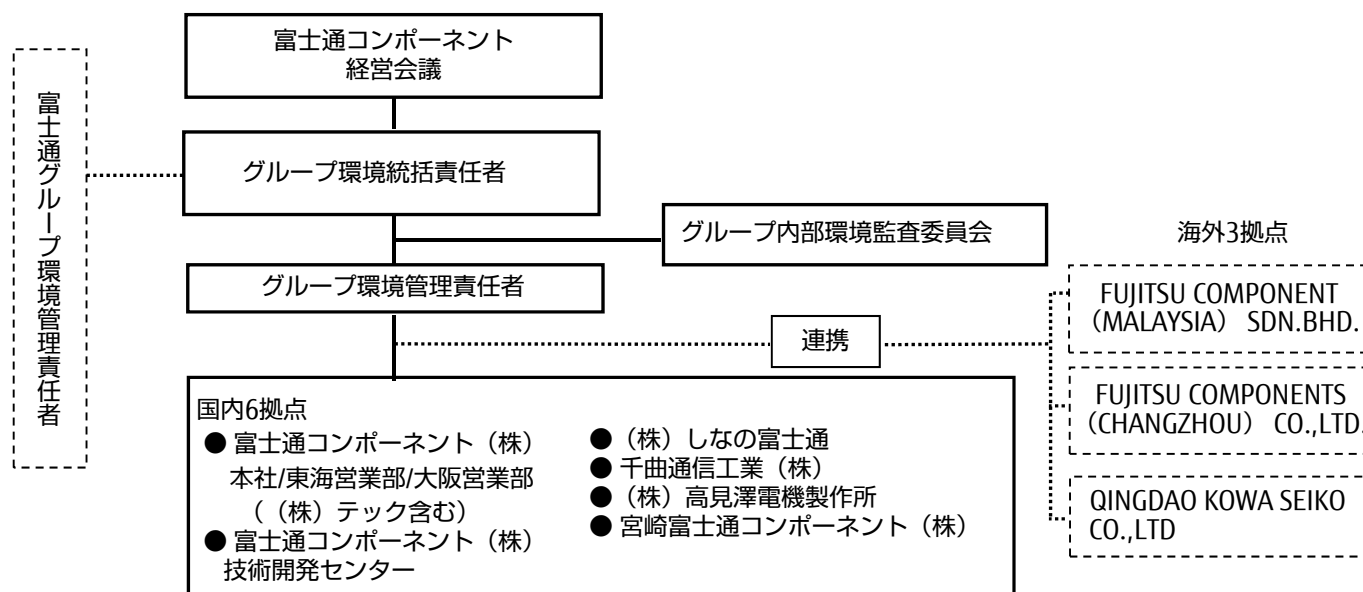 富士通コンポーネント
経営会議
富士通グループ環境管理責任者
グループ環境統括責任者
グループ内部環境監査委員会
グループ環境管理責任者
連携
海外3拠点
FUJITSU COMPONENT
（MALAYSIA） SDN.BHD.
FUJITSU COMPONENTS
（CHANGZHOU） CO.,LTD.
QINGDAO KOWA SEIKO
CO.,LTD
国内6拠点
● 富士通コンポーネント（株）
本社/東海営業部/大阪営業部
（（株）テック含む）
● 富士通コンポーネント（株）
技術開発センター
● （株）しなの富士通
● 千曲通信工業（株）
● （株）高見澤電機製作所
● 宮崎富士通コンポーネント（株）